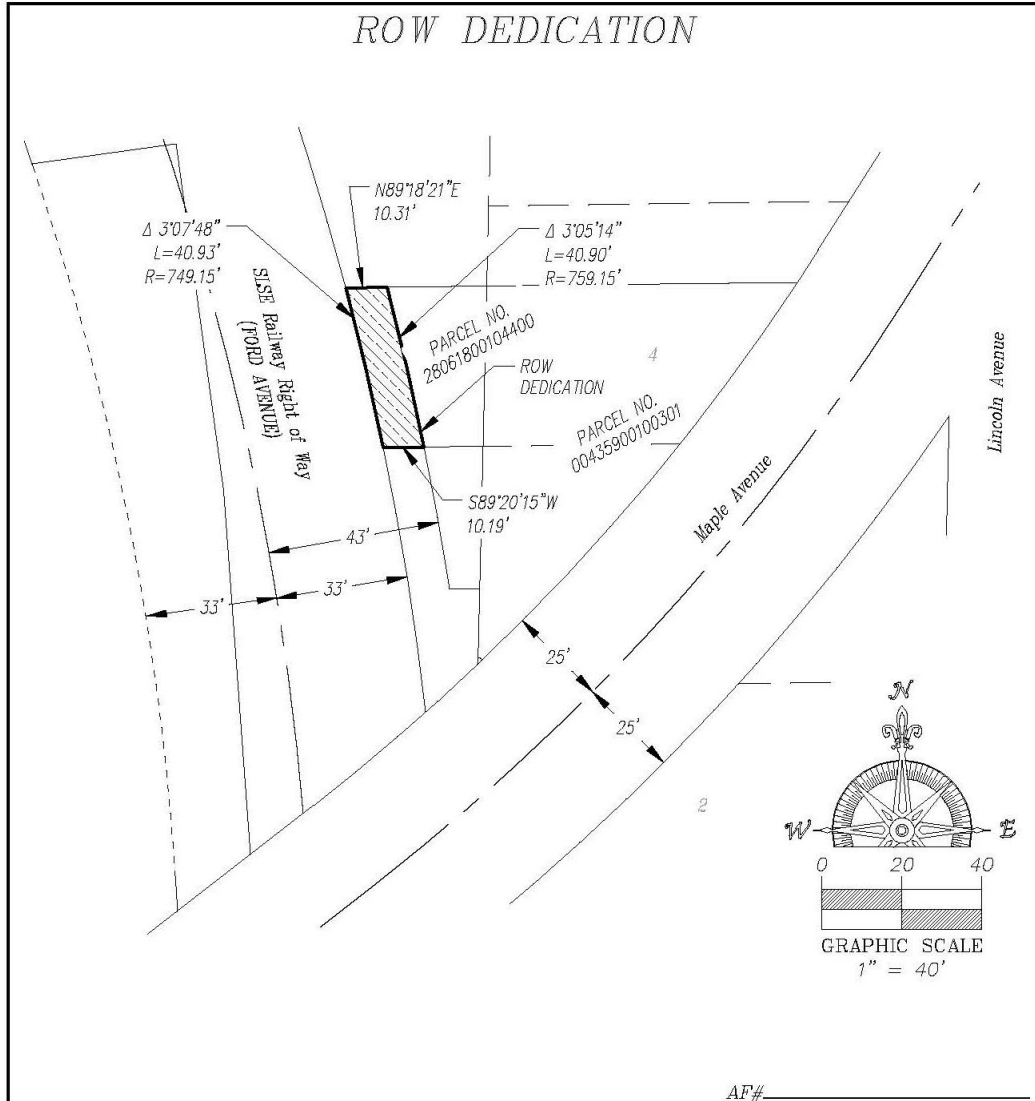 ROW DEDICATION
N89°18'21"E
10.31'
Δ 3°07'48"
L=40.93'
R=749.15'
Δ 3°05'14"
L=40.90'
R=759.15'
SLSE Railway Right of Way
(FORD AVENUE)
PARCEL NO.
28061800104400
4
ROW
DEDICATION
PARCEL NO.
00435900100301
Lincoln Avenue
Maple Avenue
S89°20'15"W
10.19'
43'
33'
33'
25'
25'
2
N
W
E
0 20 40
GRAPHIC SCALE
1" = 40'
AF#